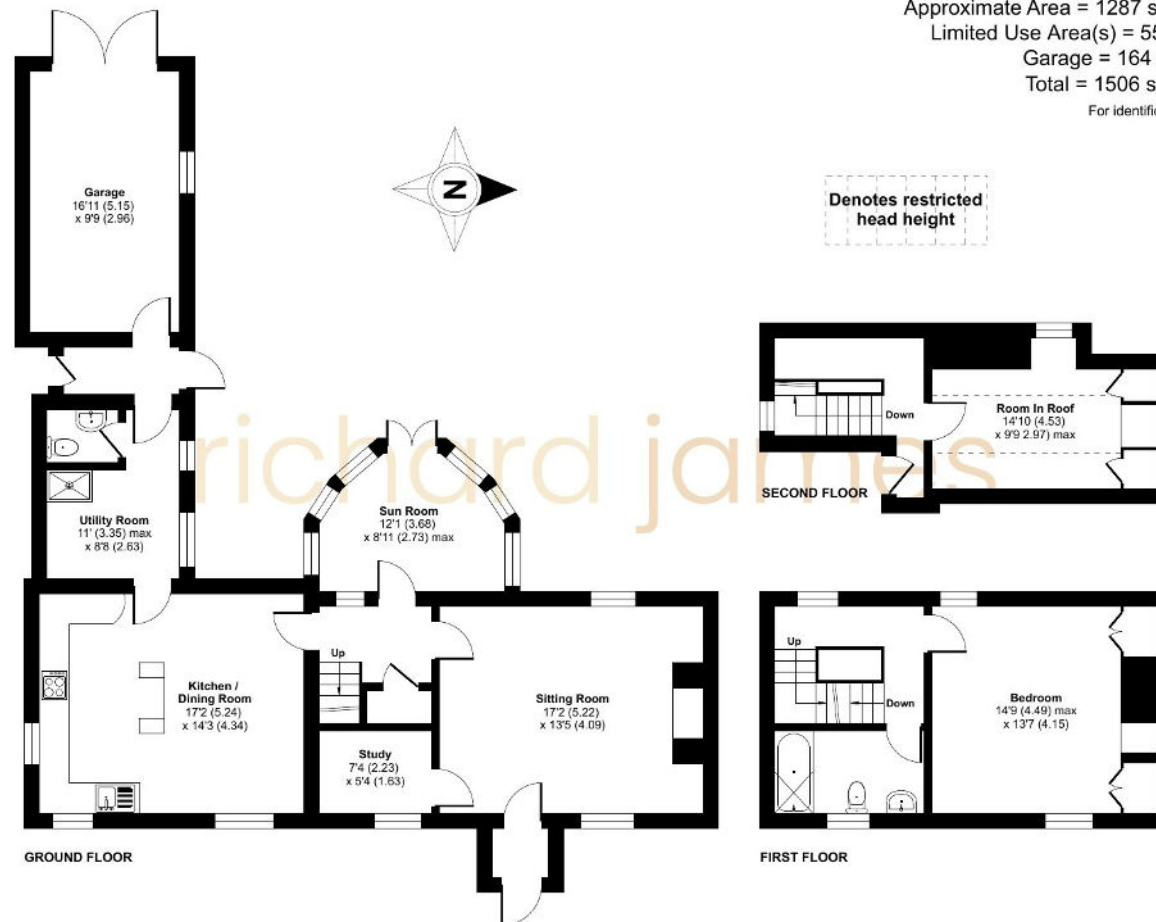 Approximate Area = 1287 s
Limited Use Area(s) = 55
Garage = 164
Total = 1506 s
For identific
Garage
16'11 (5.15)
x 9'9 (2.96)
N
Denotes restricted
head height
richard james
Room In Roof
14'10 (4.53)
x 9'9 2.97) max
Down
SECOND FLOOR
Sun Room
12'1 (3.68)
x 8'11 (2.73) max
Utility Room
11' (3.35) max
x 8'8 (2.63)
Up
Kitchen /
Dining Room
17'2 (5.24)
x 14'3 (4.34)
Sitting Room
17'2 (5.22)
x 13'5 (4.09)
Study
7'4 (2.23)
x 5'4 (1.63)
Up
Down
Bedroom
14'9 (4.49) max
x 13'7 (4.15)
GROUND FLOOR
FIRST FLOOR